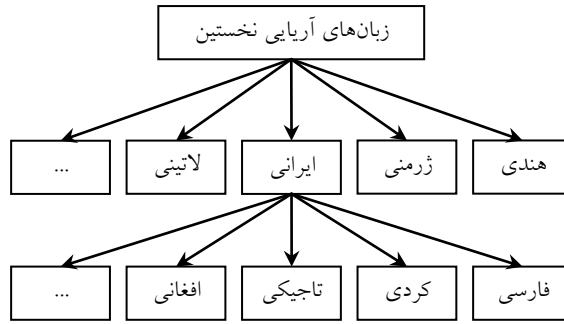 زبان‌های آریایی نخستین
هندی ژرمنی ایرانی لاتینی ...
فارسی کردی تاجیکی افغانی ...